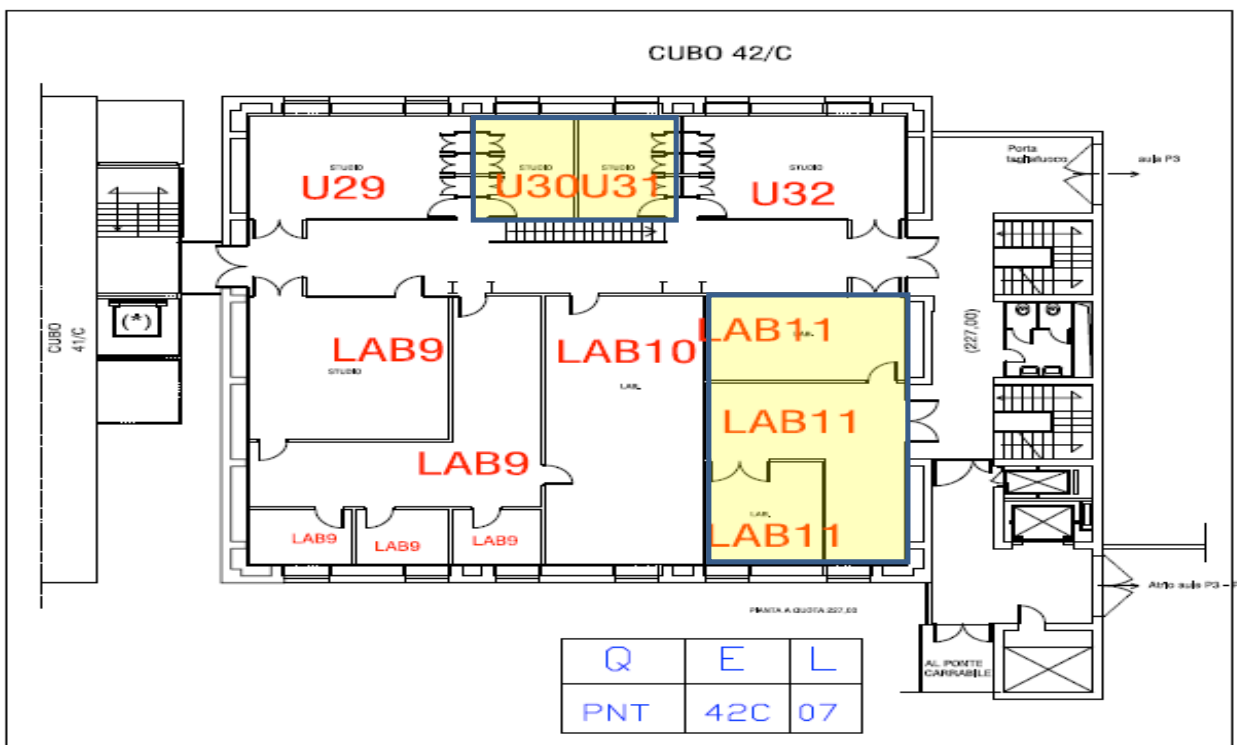 CUBO 42/C
Porta
tagliafuoco
aula P3
STUDIO
U29
STUDIO
U30
STUDIO
U31
STUDIO
U32
CUBO
41/C
(*)
(227,00)
LAB9
STUDIO
LAB10
LAB.
LAB11
LAB.
LAB11
LAB9
LAB.
LAB11
LAB9
LAB9
LAB9
PIANTA A QUOTA 227,00
Atrio aula P3 -
AL PONTE
CARRABILE
Q E L
PNT 42C 07